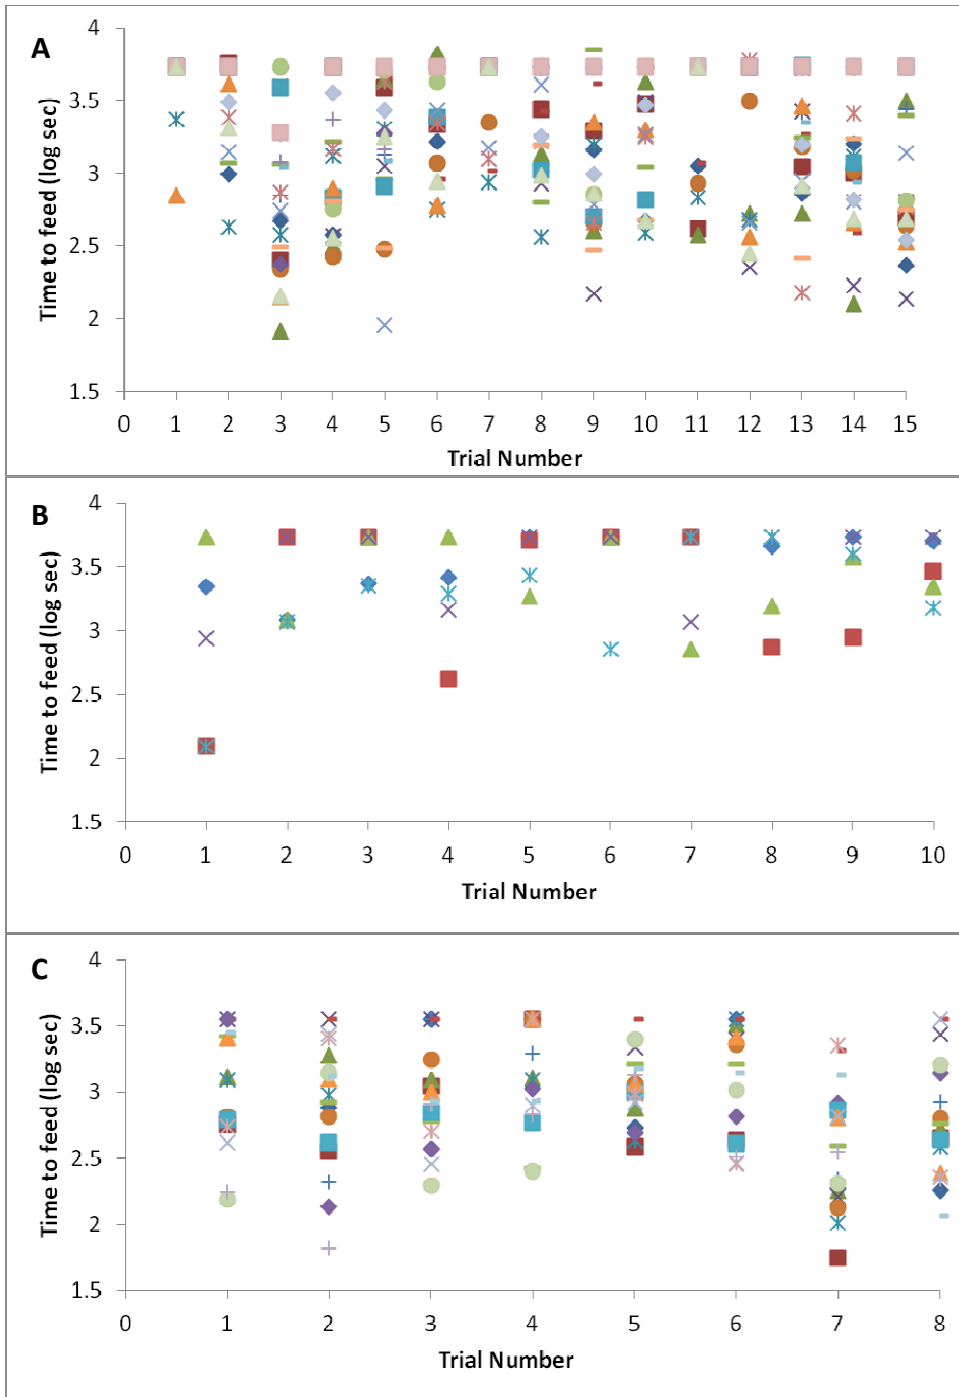 A
Time to feed (log sec)
4
3.5
3
2.5
2
1.5
0 1 2 3 4 5 6 7 8 9 10 11 12 13 14 15
Trial Number
B
Time to feed (log sec)
4
3.5
3
2.5
2
1.5
0 1 2 3 4 5 6 7 8 9 10
Trial Number
C
Time to feed (log sec)
4
3.5
3
2.5
2
1.5
0 1 2 3 4 5 6 7 8
Trial Number